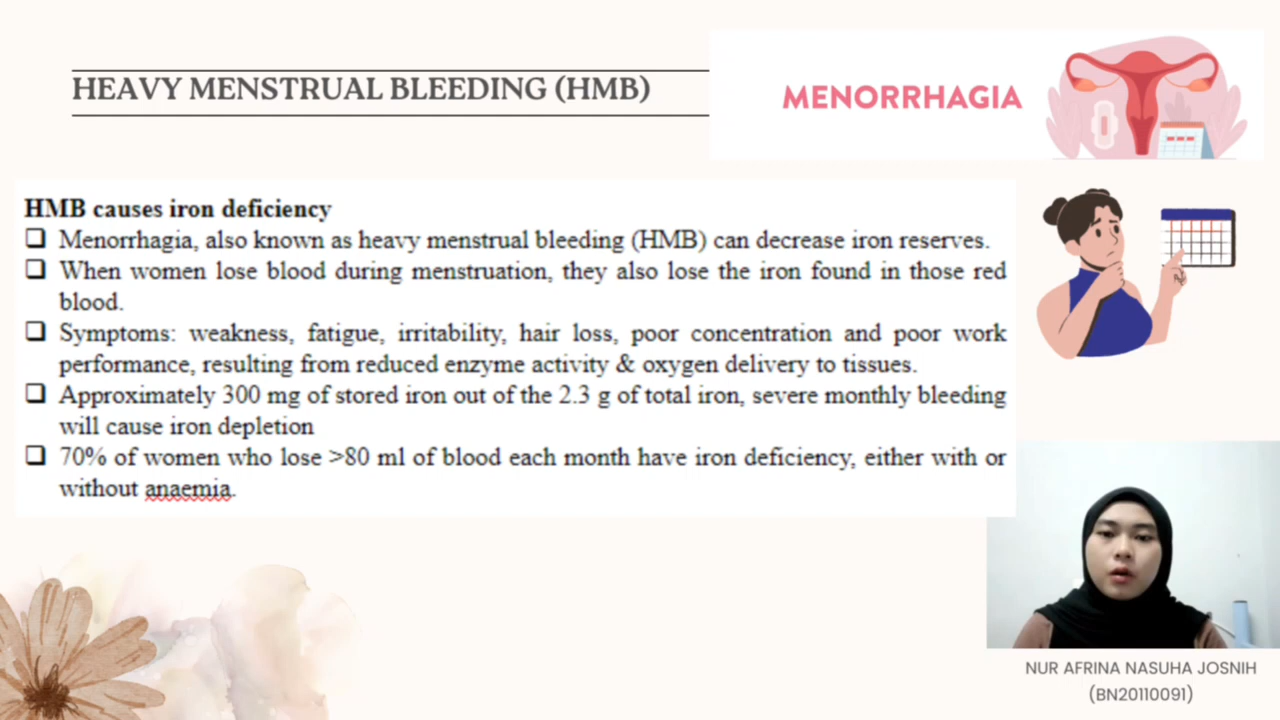 HEAVY MENSTRUAL BLEEDING (HMB)
MENORRHAGIA
HMB causes iron deficiency
❑ Menorrhagia, also known as heavy menstrual bleeding (HMB) can decrease iron reserves.
❑ When women lose blood during menstruation, they also lose the iron found in those red
blood.
❑ Symptoms: weakness, fatigue, irritability, hair loss, poor concentration and poor work
performance, resulting from reduced enzyme activity & oxygen delivery to tissues.
❑ Approximately 300 mg of stored iron out of the 2.3 g of total iron, severe monthly bleeding
will cause iron depletion
❑ 70% of women who lose >80 ml of blood each month have iron deficiency, either with or
without anaemia.
NUR AFRINA NASUHA JOSNIH
(BN20110091)